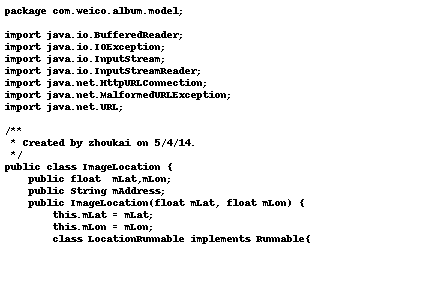 package com.weico.album.model;

import java.io.BufferedReader;
import java.io.IOException;
import java.io.InputStream;
import java.io.InputStreamReader;
import java.net.HttpURLConnection;
import java.net.MalformedURLException;
import java.net.URL;

/**
 * Created by zhoukai on 5/4/14.
 */
public class ImageLocation {
    public float  mLat,mLon;
    public String mAddress;
    public ImageLocation(float mLat, float mLon) {
        this.mLat = mLat;
        this.mLon = mLon;
        class LocationRunnable implements Runnable{